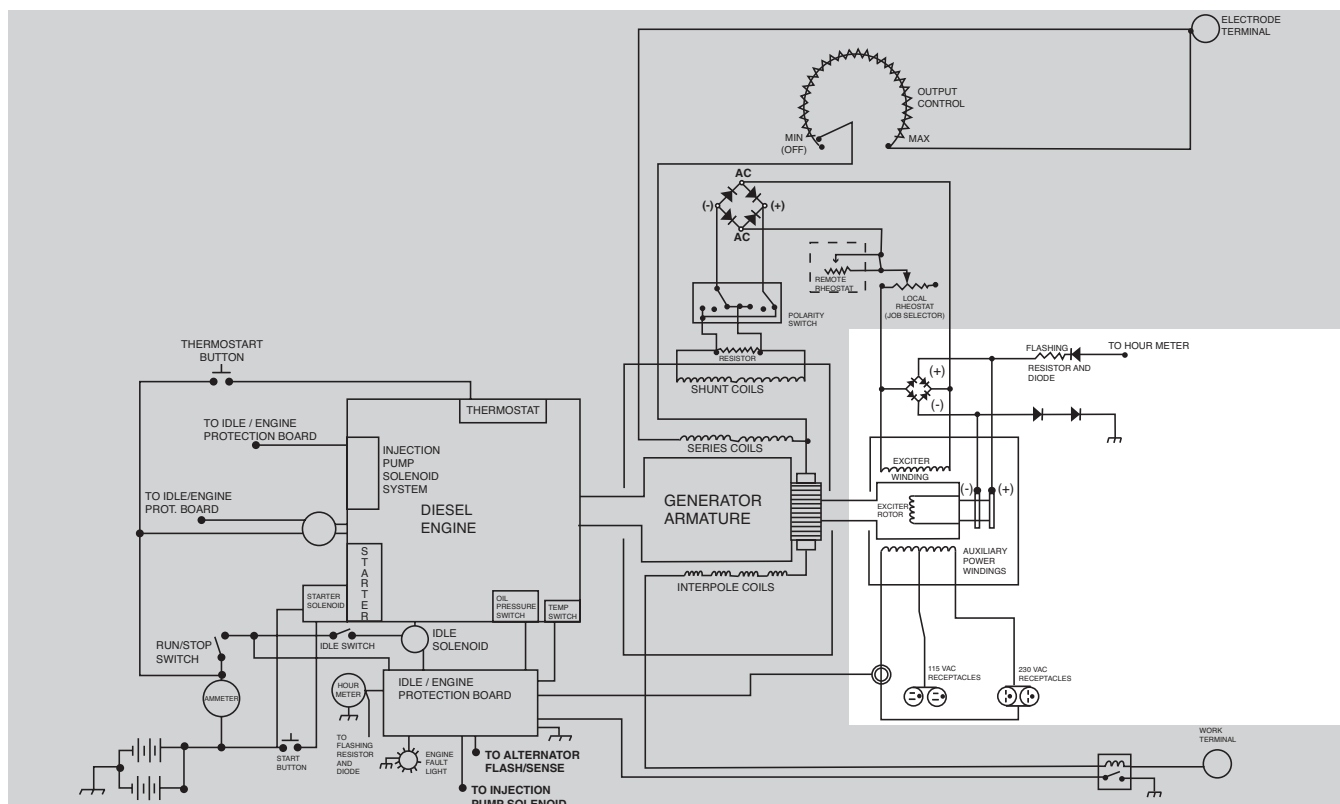 ELECTRODE
TERMINAL
OUTPUT
CONTROL
MIN
(OFF)
MAX
AC
(-)
(+)
AC
REMOTE
RHEOSTAT
LOCAL
RHEOSTAT
(JOB SELECTOR)
POLARITY
SWITCH
RESISTOR
SHUNT COILS
THERMOSTART
BUTTON
FLASHING
RESISTOR AND
DIODE
TO HOUR METER
(+)
(-)
THERMOSTAT
TO IDLE / ENGINE
PROTECTION BOARD
INJECTION
PUMP
SOLENOID
SYSTEM
SERIES COILS
EXCITER
WINDING
TO IDLE/ENGINE
PROT. BOARD
DIESEL
ENGINE
GENERATOR
ARMATURE
EXCITER
ROTOR
(-)
(+)
STARTER
AUXILIARY
POWER
WINDINGS
INTERPOLE COILS
STARTER
SOLENOID
OIL
PRESSURE
SWITCH
TEMP
SWITCH
RUN/STOP
SWITCH
IDLE SWITCH
IDLE
SOLENOID
115 VAC
RECEPTACLES
230 VAC
RECEPTACLES
AMMETER
HOUR
METER
IDLE / ENGINE
PROTECTION BOARD
START
BUTTON
TO
FLASHING
RESISTOR
AND
DIODE
ENGINE
FAULT
LIGHT
TO ALTERNATOR
FLASH/SENSE
TO INJECTION
PUMP SOLENOID
WORK
TERMINAL